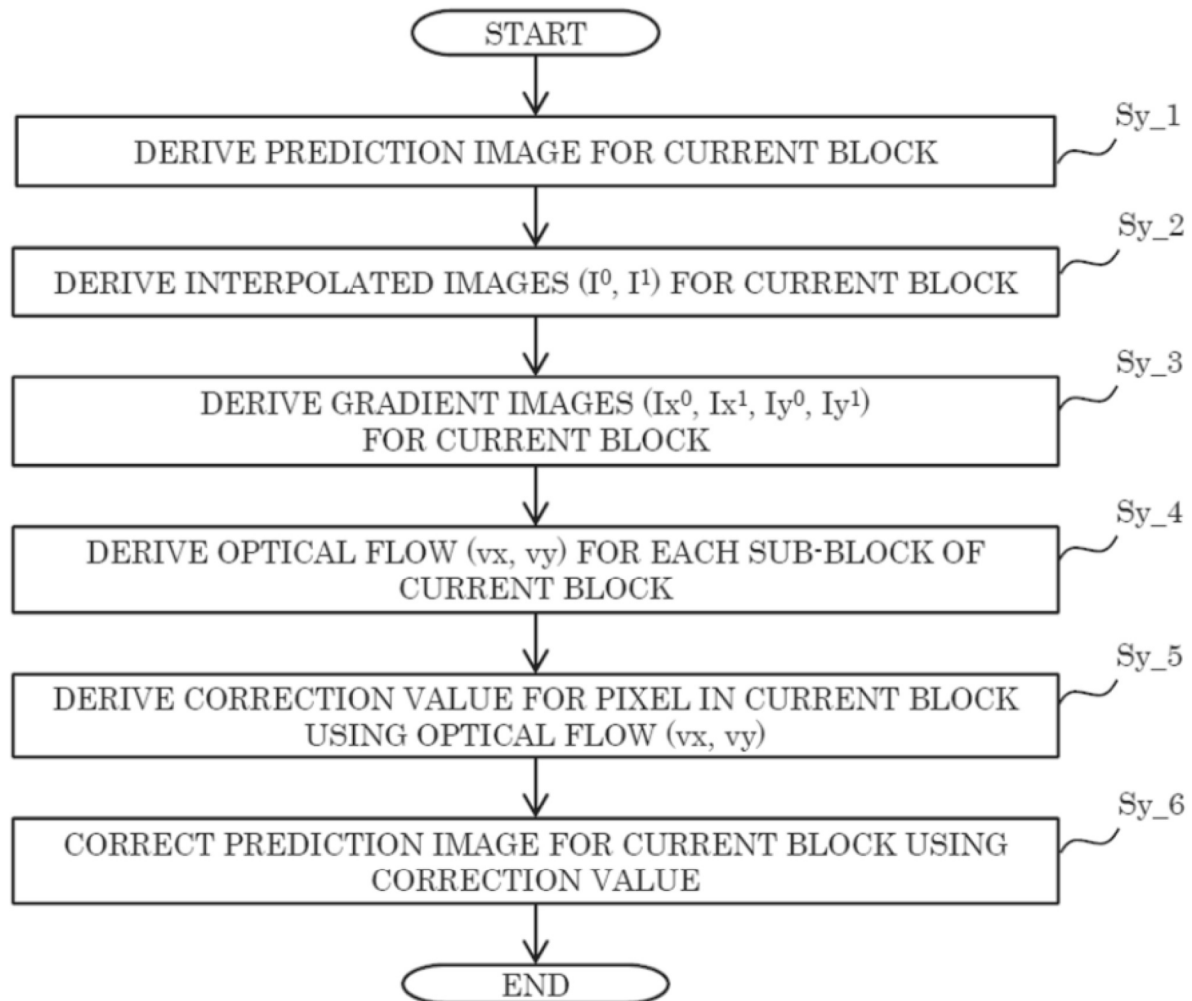 START
Sy_1
DERIVE PREDICTION IMAGE FOR CURRENT BLOCK
Sy_2
DERIVE INTERPOLATED IMAGES (I⁰, I¹) FOR CURRENT BLOCK
Sy_3
DERIVE GRADIENT IMAGES (Ix⁰, Ix¹, Iy⁰, Iy¹)
FOR CURRENT BLOCK
Sy_4
DERIVE OPTICAL FLOW (vx, vy) FOR EACH SUB-BLOCK OF
CURRENT BLOCK
Sy_5
DERIVE CORRECTION VALUE FOR PIXEL IN CURRENT BLOCK
USING OPTICAL FLOW (vx, vy)
Sy_6
CORRECT PREDICTION IMAGE FOR CURRENT BLOCK USING
CORRECTION VALUE
END